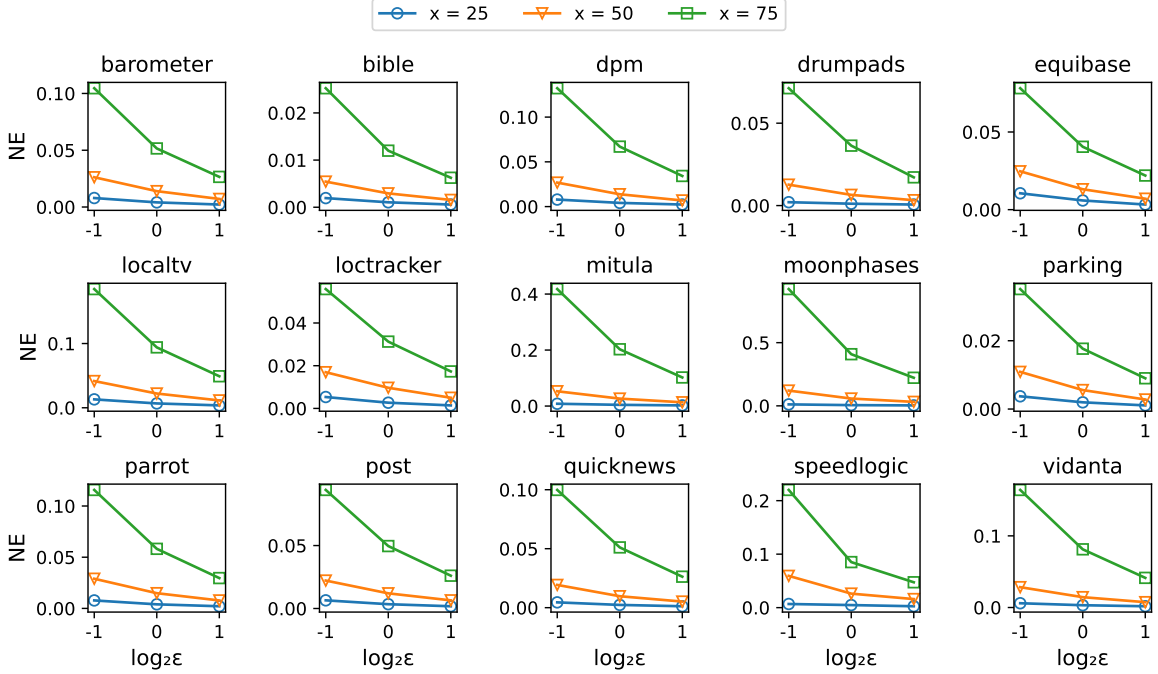 x = 25 x = 50 x = 75
barometer bible dpm drumpads equibase
NE
0.10
0.05
0.00
-1 0 1
0.02
0.01
0.00
-1 0 1
0.10
0.05
0.00
-1 0 1
0.05
0.00
-1 0 1
0.05
0.00
-1 0 1
localtv loctracker mitula moonphases parking
NE
0.1
0.0
-1 0 1
0.04
0.02
0.00
-1 0 1
0.4
0.2
0.0
-1 0 1
0.5
0.0
-1 0 1
0.02
0.00
-1 0 1
parrot post quicknews speedlogic vidanta
NE
0.10
0.05
0.00
-1 0 1
0.05
0.00
-1 0 1
0.10
0.05
0.00
-1 0 1
0.2
0.1
0.0
-1 0 1
0.1
0.0
-1 0 1
log₂ε log₂ε log₂ε log₂ε log₂ε